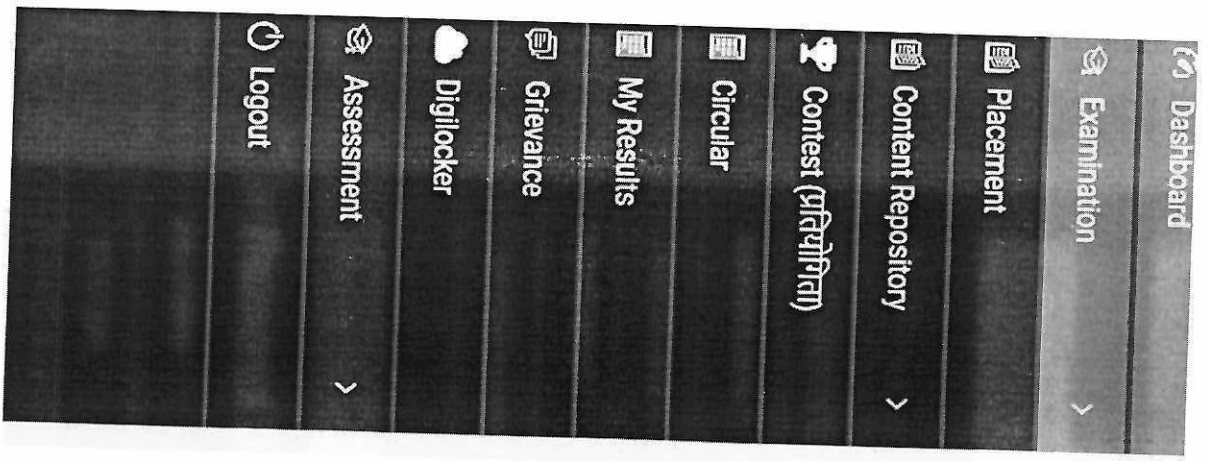 Dashboard
Examination
Placement
Content Repository
Contest (प्रतियोगिता)
Circular
My Results
Grievance
Digilocker
Assessment
Logout